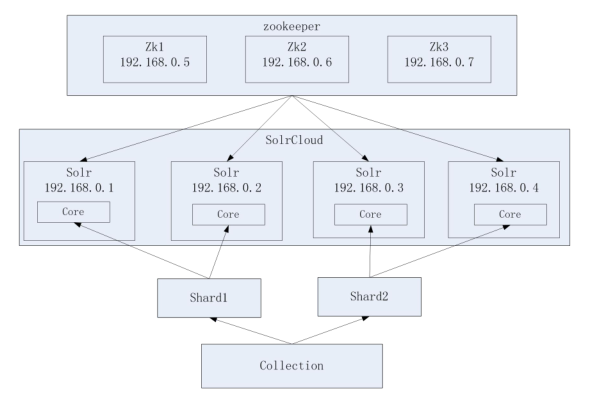 zookeeper
Zk1
192.168.0.5
Zk2
192.168.0.6
Zk3
192.168.0.7
SolrCloud
Solr
192.168.0.1
Core
Solr
192.168.0.2
Core
Solr
192.168.0.3
Core
Solr
192.168.0.4
Core
Shard1
Shard2
Collection